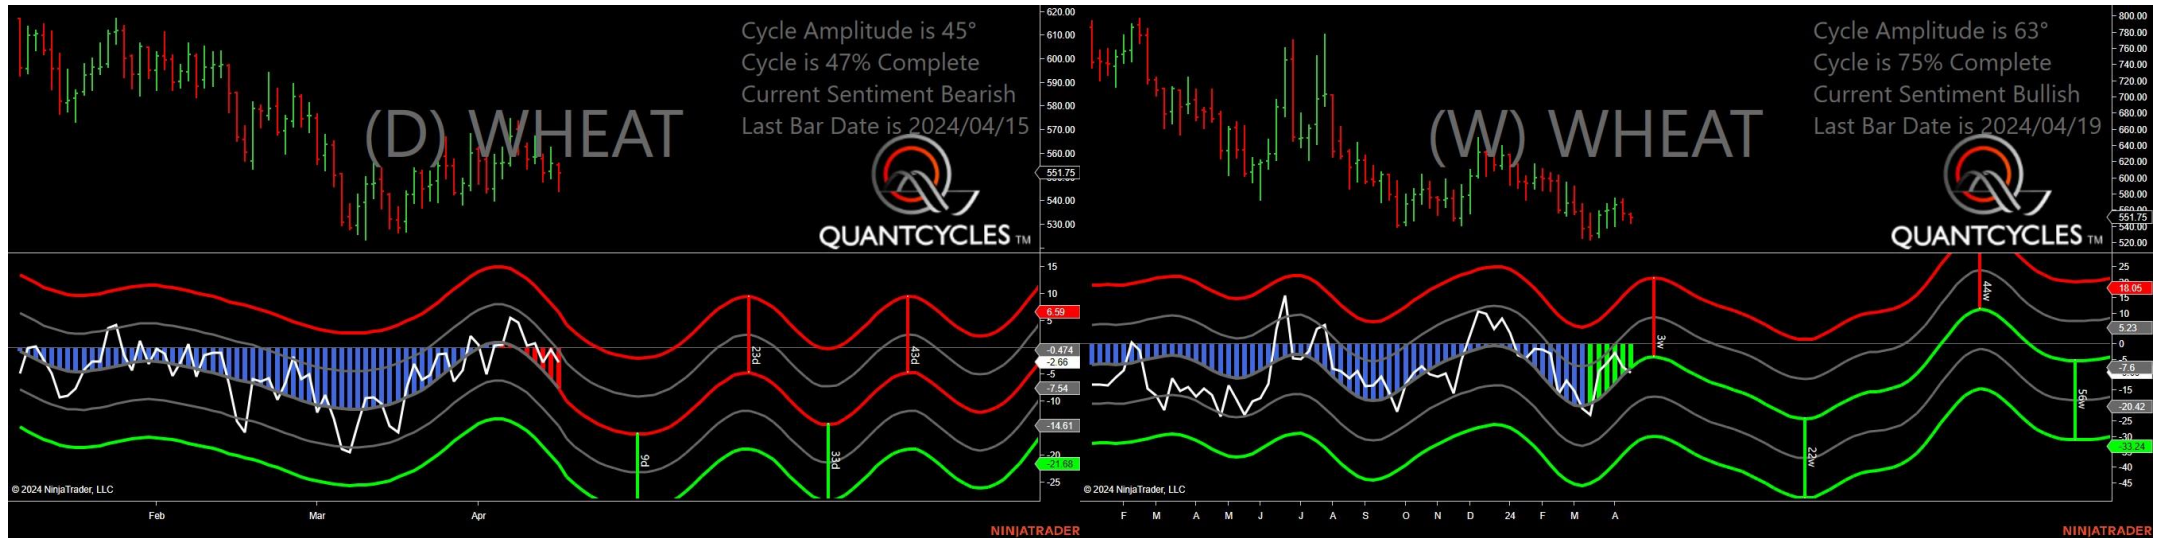 Cycle Amplitude is 45°
Cycle is 47% Complete
Current Sentiment Bearish
Last Bar Date is 2024/04/15
(D) WHEAT
QUANTCYCLES TM
620.00
610.00
600.00
590.00
580.00
570.00
560.00
551.75
540.00
530.00
15
10
6.59
5
-0.474
-2.66
-5
-7.54
-10
-14.61
-20
-21.68
-25
23d
43d
9d
33d
© 2024 NinjaTrader, LLC
Feb Mar Apr
NINJATRADER
Cycle Amplitude is 63°
Cycle is 75% Complete
Current Sentiment Bullish
Last Bar Date is 2024/04/19
(W) WHEAT
QUANTCYCLES TM
800.00
780.00
760.00
740.00
720.00
700.00
680.00
660.00
640.00
620.00
600.00
580.00
560.00
551.75
540.00
520.00
25
18.05
15
10
5.23
0
-5
-7.6
-15
-20.42
-25
-30
-33.24
-40
-45
3w
44w
22w
56w
© 2024 NinjaTrader, LLC
F M A M J J A S O N D 24 F M A
NINJATRADER